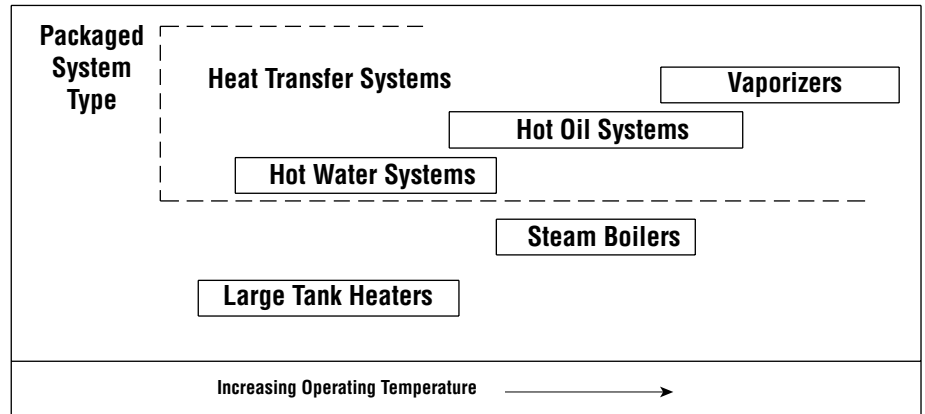 Packaged
System
Type
Heat Transfer Systems
Vaporizers
Hot Oil Systems
Hot Water Systems
Steam Boilers
Large Tank Heaters
Increasing Operating Temperature